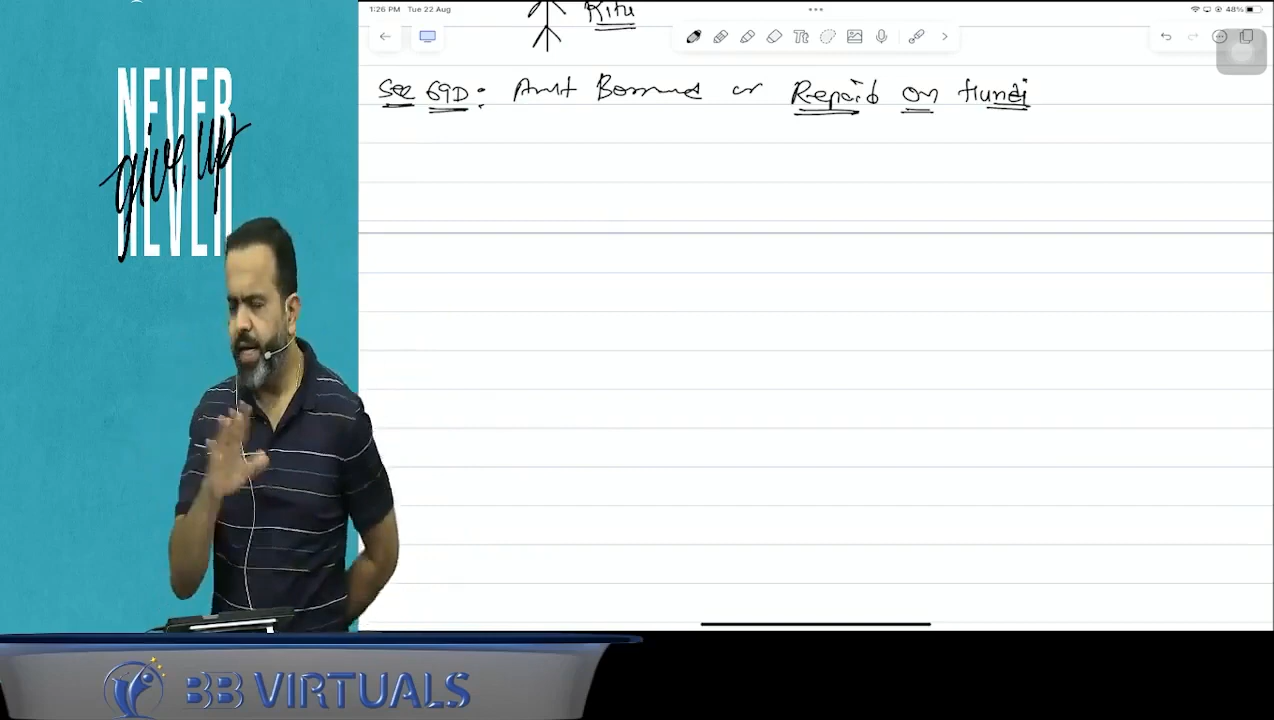 1:26 PM Tue 22 Aug
48%
Ritu
NEVER
give up
NEVER
Sec 69D: Amt Borrowed or Repaid on Hundi
BB VIRTUALS